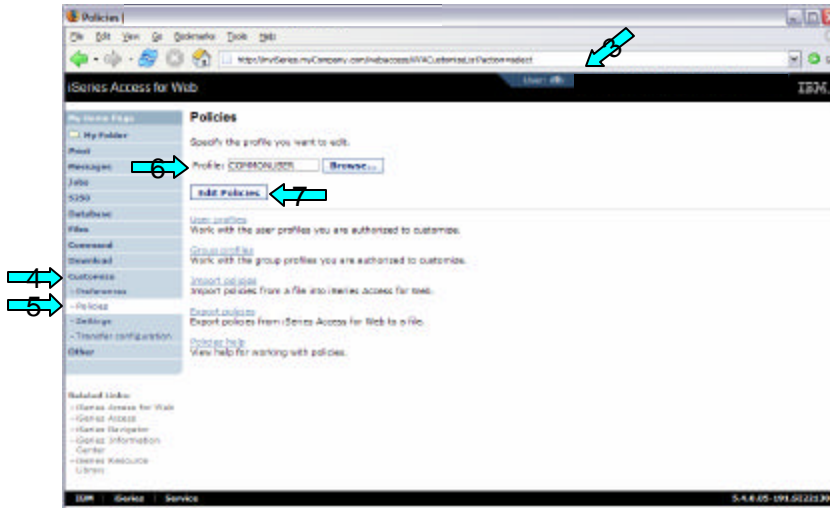 Policies
File Edit View Go Bookmarks Tools Help
3
iSeries Access for Web
User:
IBM.
My Home Page
My Folder
Print
Messages
Jobs
5250
Database
Files
Command
Download
4
Customize
- Preferences
5
- Policies
- Settings
- Transfer configuration
Other
Related Links:
- iSeries Access for Web
- iSeries Access
- iSeries Navigator
- iSeries Information Center
- iSeries Resource Library
Policies
Specify the profile you want to edit.
6
Profile: COMMONUSER Browse...
Edit Policies
7
User profiles
Work with the user profiles you are authorized to customize.
Group profiles
Work with the group profiles you are authorized to customize.
Import policies
Import policies from a file into iSeries Access for Web.
Export policies
Export policies from iSeries Access for Web to a file.
Policies help
View help for working with policies.
IBM | iSeries | Service